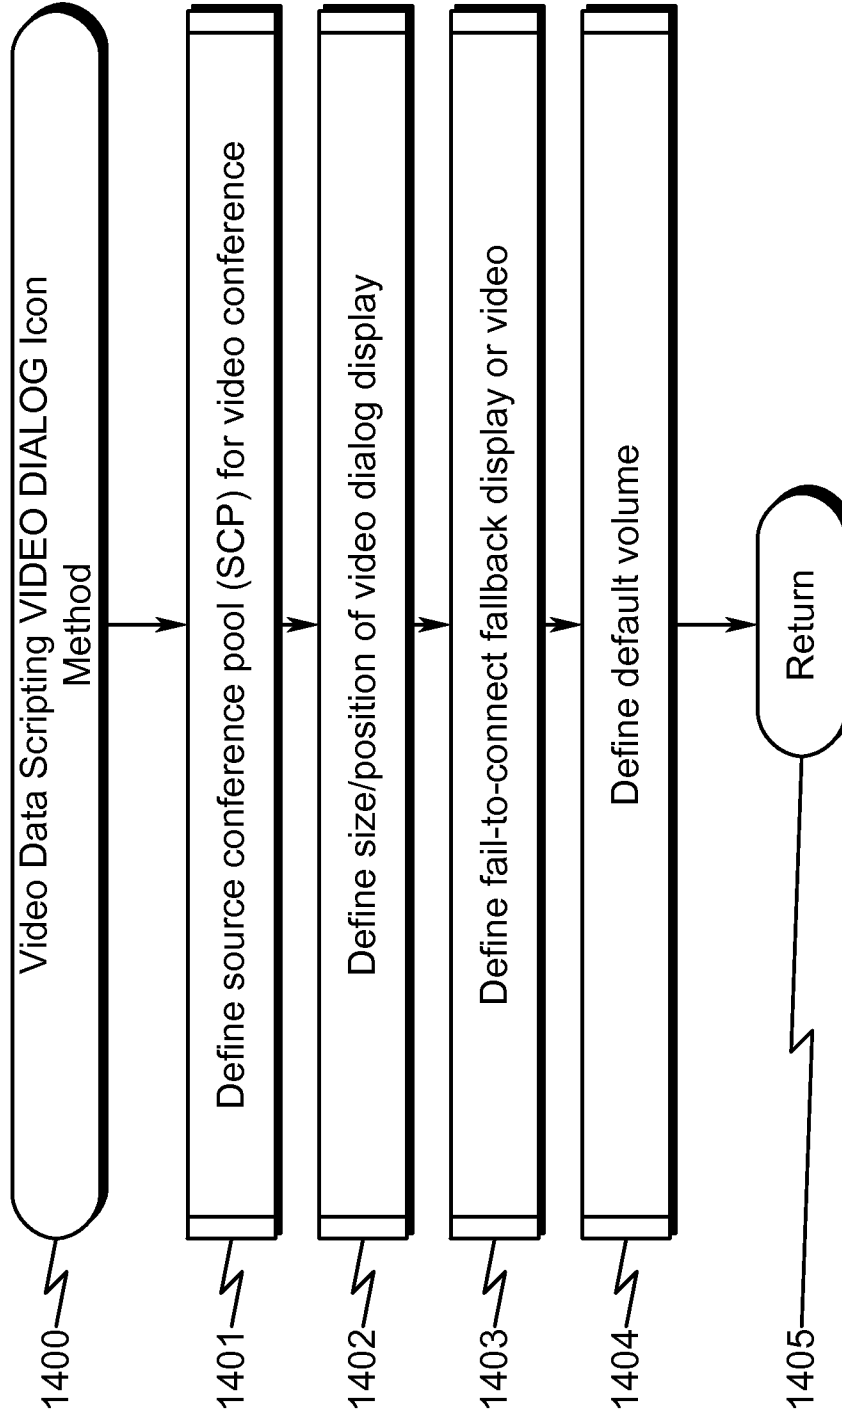 Video Data Scripting VIDEO DIALOG Icon
Method
1400
Define source conference pool (SCP) for video conference
1401
Define size/position of video dialog display
1402
Define fail-to-connect fallback display or video
1403
Define default volume
1404
Return
1405